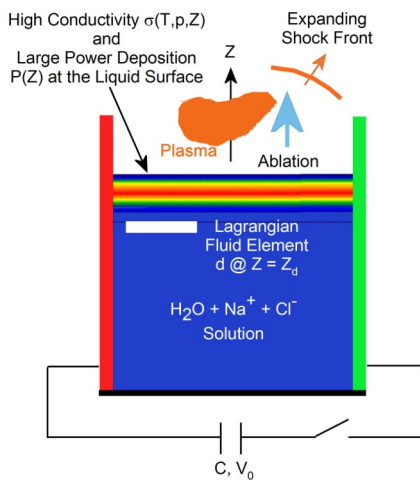 High Conductivity σ(T,p,Z)
and
Large Power Deposition
P(Z) at the Liquid Surface
Z
Expanding
Shock Front
Plasma
Ablation
Lagrangian
Fluid Element
d @ Z = Z_d
H₂O + Na⁺ + Cl⁻
Solution
C, V₀